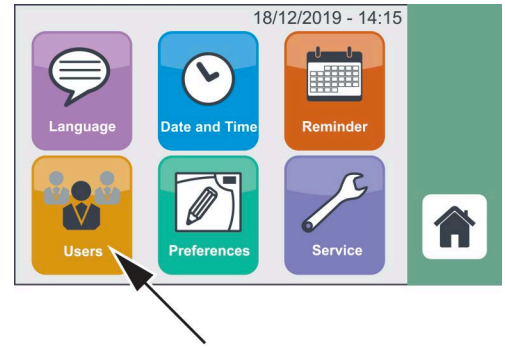 18/12/2019 - 14:15
Language
Date and Time
Reminder
Users
Preferences
Service